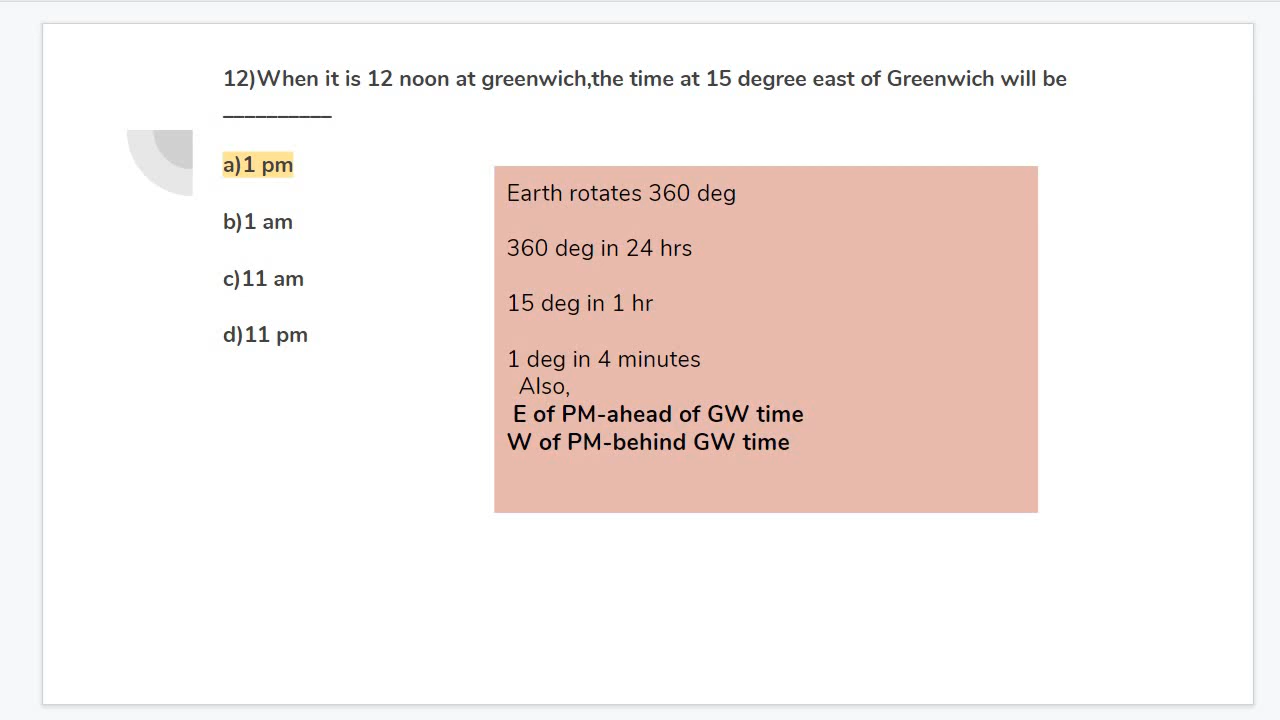 12)When it is 12 noon at greenwich,the time at 15 degree east of Greenwich will be
__________
a)1 pm
b)1 am
c)11 am
d)11 pm
Earth rotates 360 deg
360 deg in 24 hrs
15 deg in 1 hr
1 deg in 4 minutes
Also,
E of PM-ahead of GW time
W of PM-behind GW time